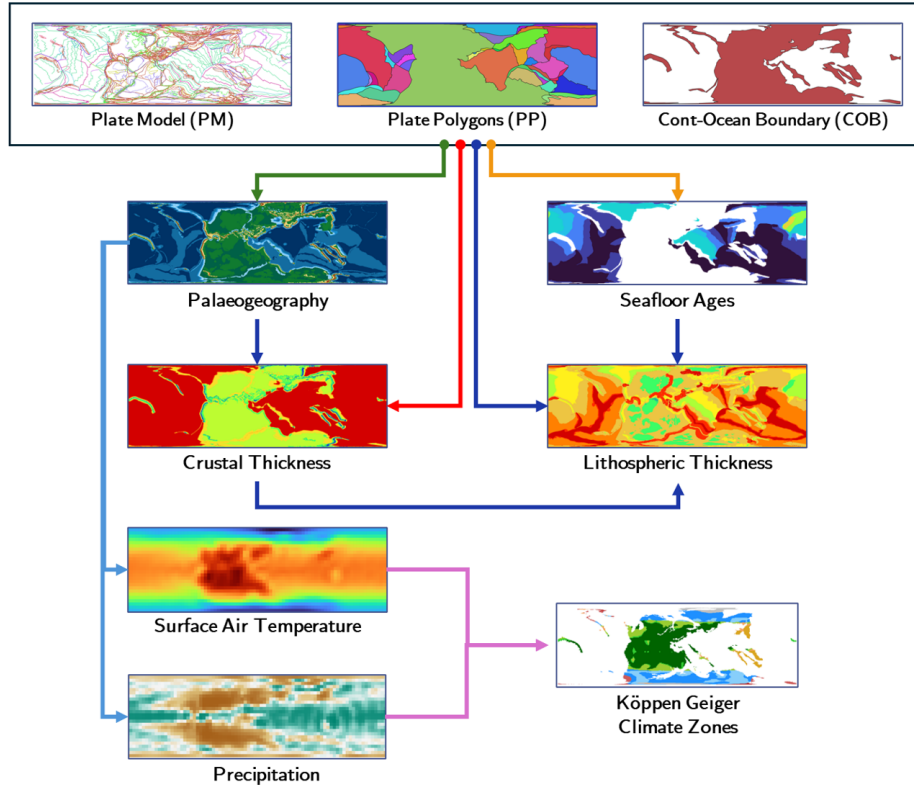 Plate Model (PM)
Plate Polygons (PP)
Cont-Ocean Boundary (COB)
Palaeogeography
Seafloor Ages
Crustal Thickness
Lithospheric Thickness
Surface Air Temperature
Köppen Geiger
Climate Zones
Precipitation